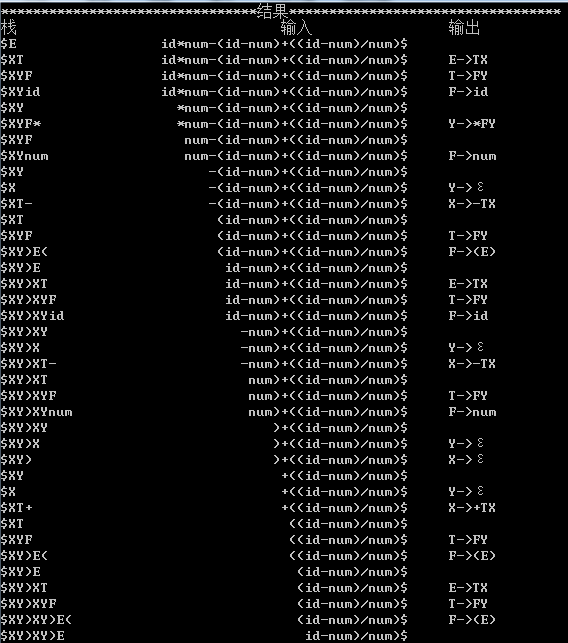 ********************************结果**********************************
栈 输入 输出
$E id*num-(id-num)+((id-num)/num)$
$XT id*num-(id-num)+((id-num)/num)$ E->TX
$XYF id*num-(id-num)+((id-num)/num)$ T->FY
$XYid id*num-(id-num)+((id-num)/num)$ F->id
$XY *num-(id-num)+((id-num)/num)$
$XYF* *num-(id-num)+((id-num)/num)$ Y->*FY
$XYF num-(id-num)+((id-num)/num)$
$XYnum num-(id-num)+((id-num)/num)$ F->num
$XY -(id-num)+((id-num)/num)$
$X -(id-num)+((id-num)/num)$ Y->ε
$XT- -(id-num)+((id-num)/num)$ X->-TX
$XT (id-num)+((id-num)/num)$
$XYF (id-num)+((id-num)/num)$ T->FY
$XY)E( (id-num)+((id-num)/num)$ F->(E)
$XY)E id-num)+((id-num)/num)$
$XY)XT id-num)+((id-num)/num)$ E->TX
$XY)XYF id-num)+((id-num)/num)$ T->FY
$XY)XYid id-num)+((id-num)/num)$ F->id
$XY)XY -num)+((id-num)/num)$
$XY)X -num)+((id-num)/num)$ Y->ε
$XY)XT- -num)+((id-num)/num)$ X->-TX
$XY)XT num)+((id-num)/num)$
$XY)XYF num)+((id-num)/num)$ T->FY
$XY)XYnum num)+((id-num)/num)$ F->num
$XY)XY )+((id-num)/num)$
$XY)X )+((id-num)/num)$ Y->ε
$XY) )+((id-num)/num)$ X->ε
$XY +((id-num)/num)$
$X +((id-num)/num)$ Y->ε
$XT+ +((id-num)/num)$ X->+TX
$XT ((id-num)/num)$
$XYF ((id-num)/num)$ T->FY
$XY)E( ((id-num)/num)$ F->(E)
$XY)E (id-num)/num)$
$XY)XT (id-num)/num)$ E->TX
$XY)XYF (id-num)/num)$ T->FY
$XY)XY)E( (id-num)/num)$ F->(E)
$XY)XY)E id-num)/num)$